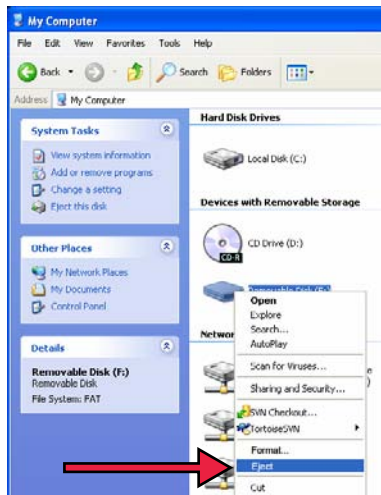 My Computer
File Edit View Favorites Tools Help
Back Search Folders
Address My Computer
System Tasks
View system information
Add or remove programs
Change a setting
Eject this disk
Other Places
My Network Places
My Documents
Control Panel
Details
Removable Disk (F:)
Removable Disk
File System: FAT
Hard Disk Drives
Local Disk (C:)
Devices with Removable Storage
CD Drive (D:)
CD-R
Removable Disk (F:)
Networ
Open
Explore
Search...
AutoPlay
Scan for Viruses...
Sharing and Security...
SVN Checkout...
TortoiseSVN
Format...
Eject
Cut